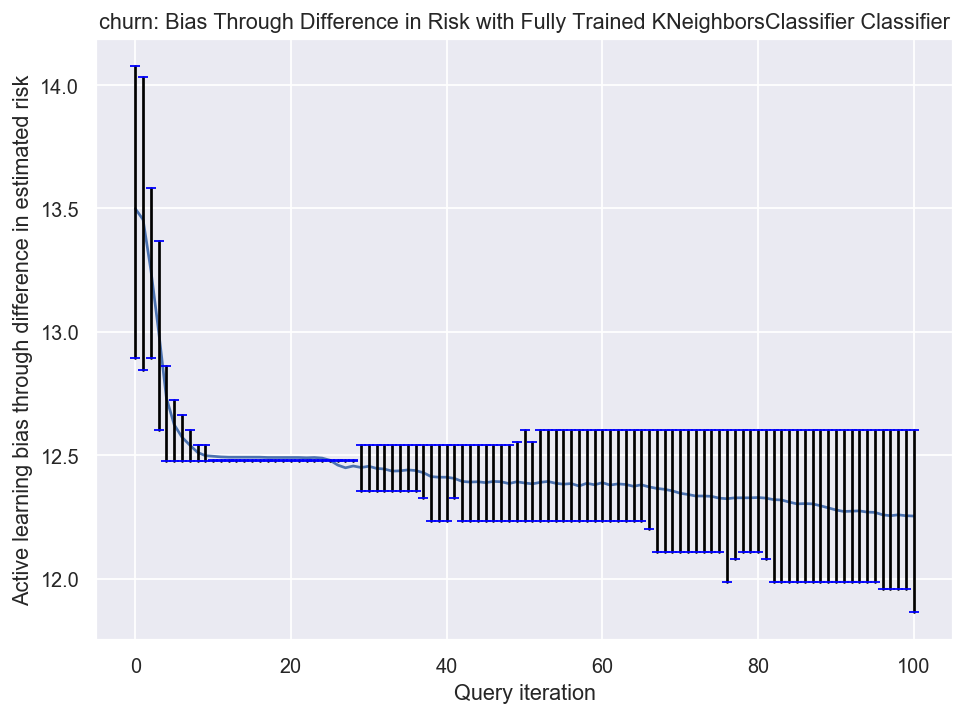 churn: Bias Through Difference in Risk with Fully Trained KNeighborsClassifier Classifier
Active learning bias through difference in estimated risk
14.0
13.5
13.0
12.5
12.0
0 20 40 60 80 100
Query iteration